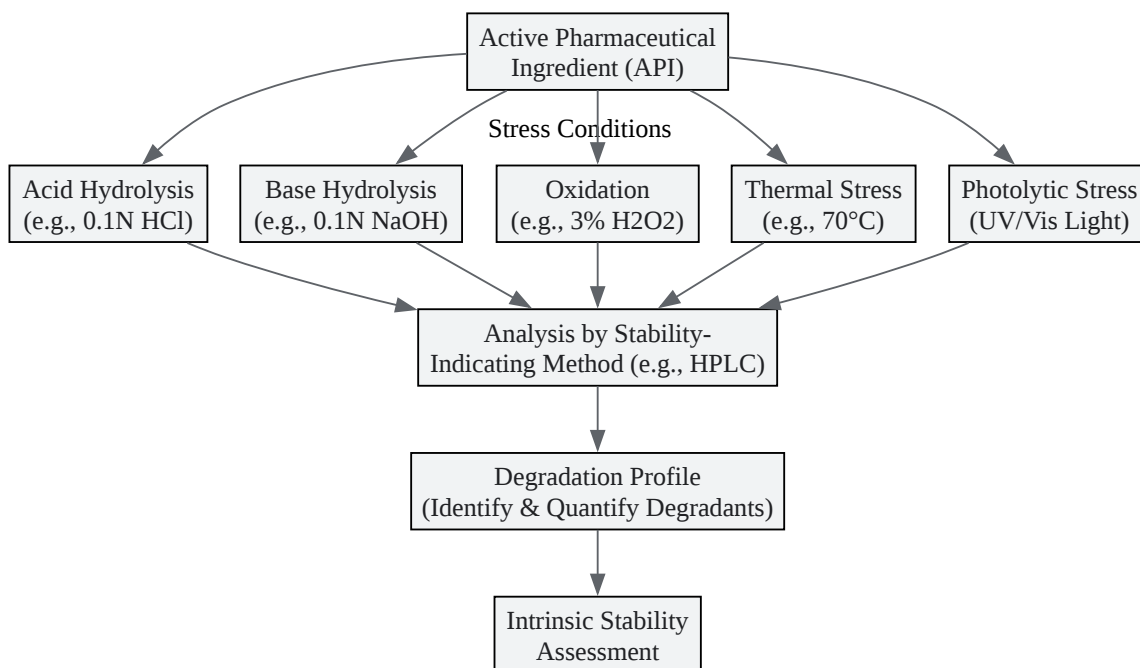 Active Pharmaceutical
Ingredient (API)
Stress Conditions
Acid Hydrolysis
(e.g., 0.1N HCl)
Base Hydrolysis
(e.g., 0.1N NaOH)
Oxidation
(e.g., 3% H2O2)
Thermal Stress
(e.g., 70°C)
Photolytic Stress
(UV/Vis Light)
Analysis by Stability-
Indicating Method (e.g., HPLC)
Degradation Profile
(Identify & Quantify Degradants)
Intrinsic Stability
Assessment